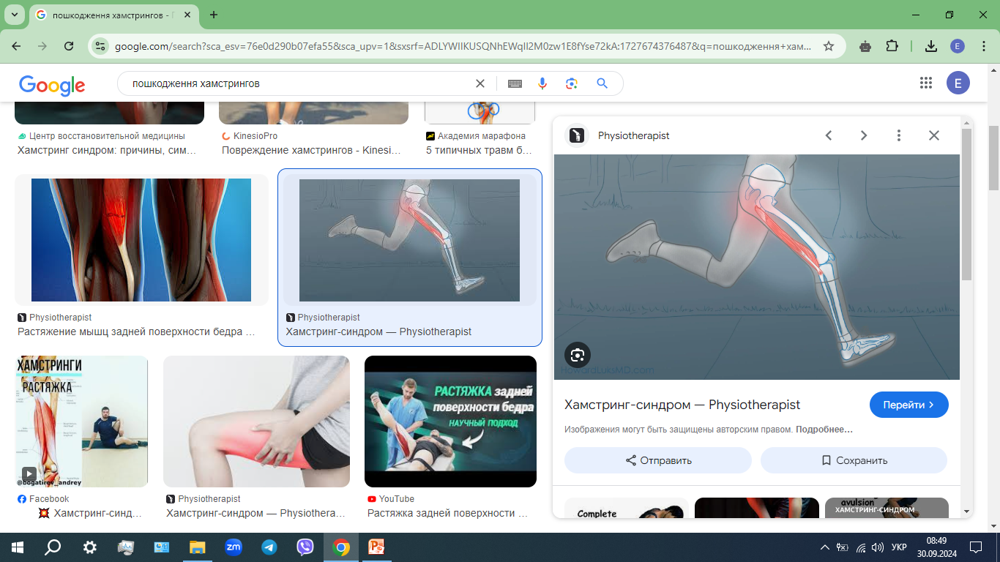 пошкодження хамстрингов - П
google.com/search?sca_esv=76e0d290b07efa55&sca_upv=1&sxsrf=ADLYWIIKUSQNhEWqIl2M0zw1E8fYse72kA:1727674376487&q=пошкодження+хам...
E
Google
пошкодження хамстрингов
E
Центр восстановительной медицины
Хамстринг синдром: причины, сим...
KinesioPro
Повреждение хамстрингов - Kinesi...
Академия марафона
5 типичных травм б...
Physiotherapist
Растяжение мышц задней поверхности бедра ...
Physiotherapist
Хамстринг-синдром — Physiotherapist
ХАМСТРИНГИ
РАСТЯЖКА
@bogatirov_andrey
Facebook
Хамстринг-синд...
Physiotherapist
Хамстринг-синдром — Physiothera...
РАСТЯЖКА задней
поверхности бедра
НАУЧНЫЙ ПОДХОД
YouTube
Растяжка задней поверхности ...
Physiotherapist
HowardLuksMD.com
Хамстринг-синдром — Physiotherapist
Перейти
Изображения могут быть защищены авторским правом. Подробнее...
Отправить
Сохранить
Complete
avulsion
ХАМСТРИНГ-СИНДРОМ
zm
УКР
08:49
30.09.2024